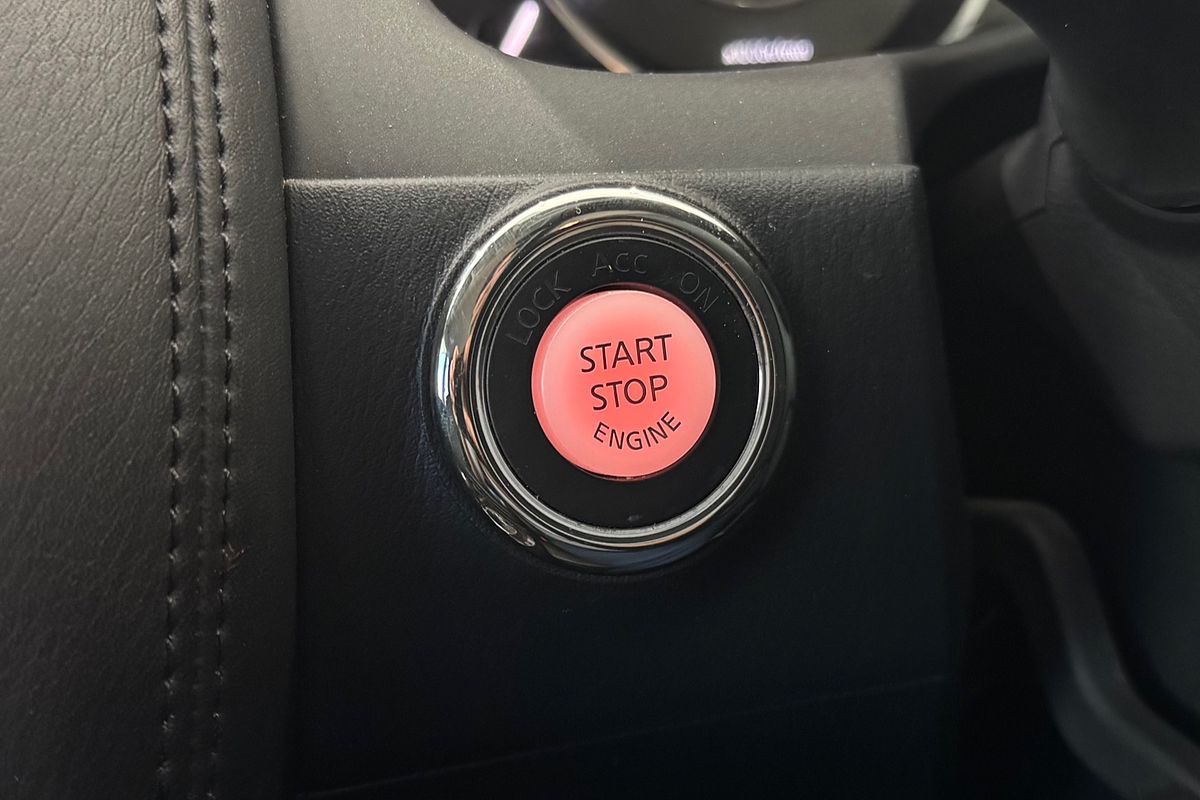 LOCK ACC ON
START
STOP
ENGINE